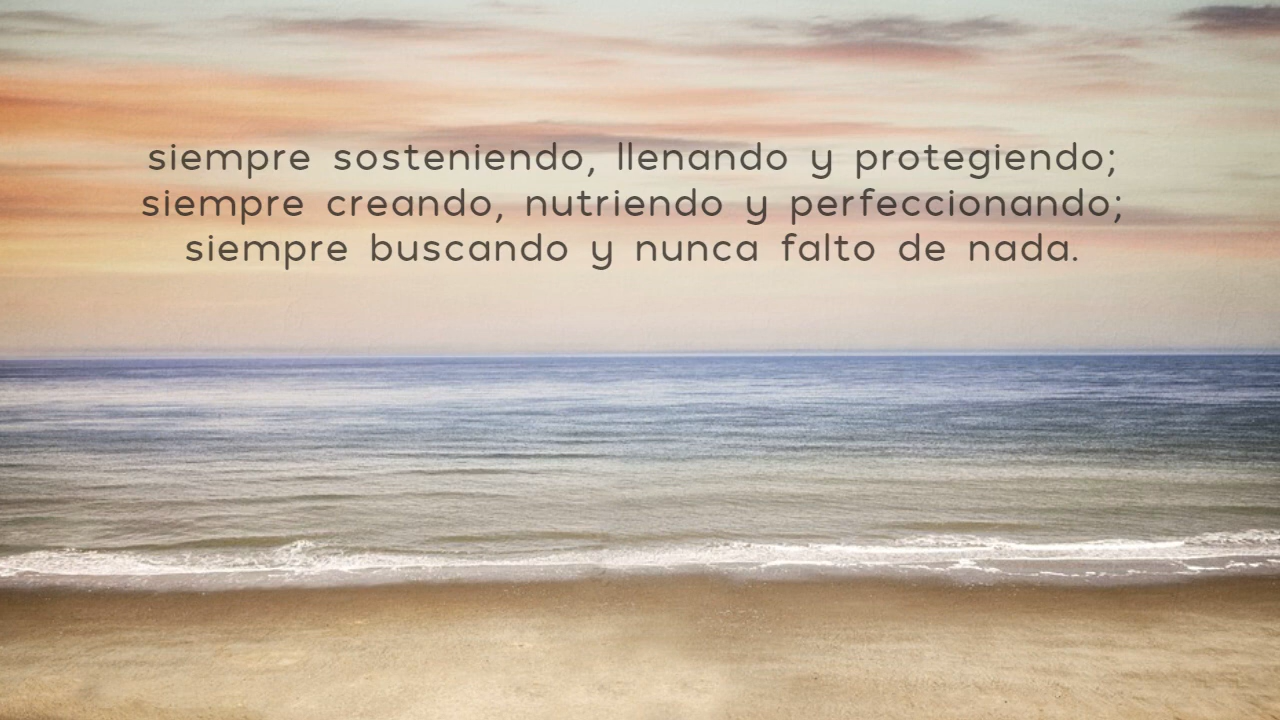 siempre sosteniendo, llenando y protegiendo;
siempre creando, nutriendo y perfeccionando;
siempre buscando y nunca falto de nada.